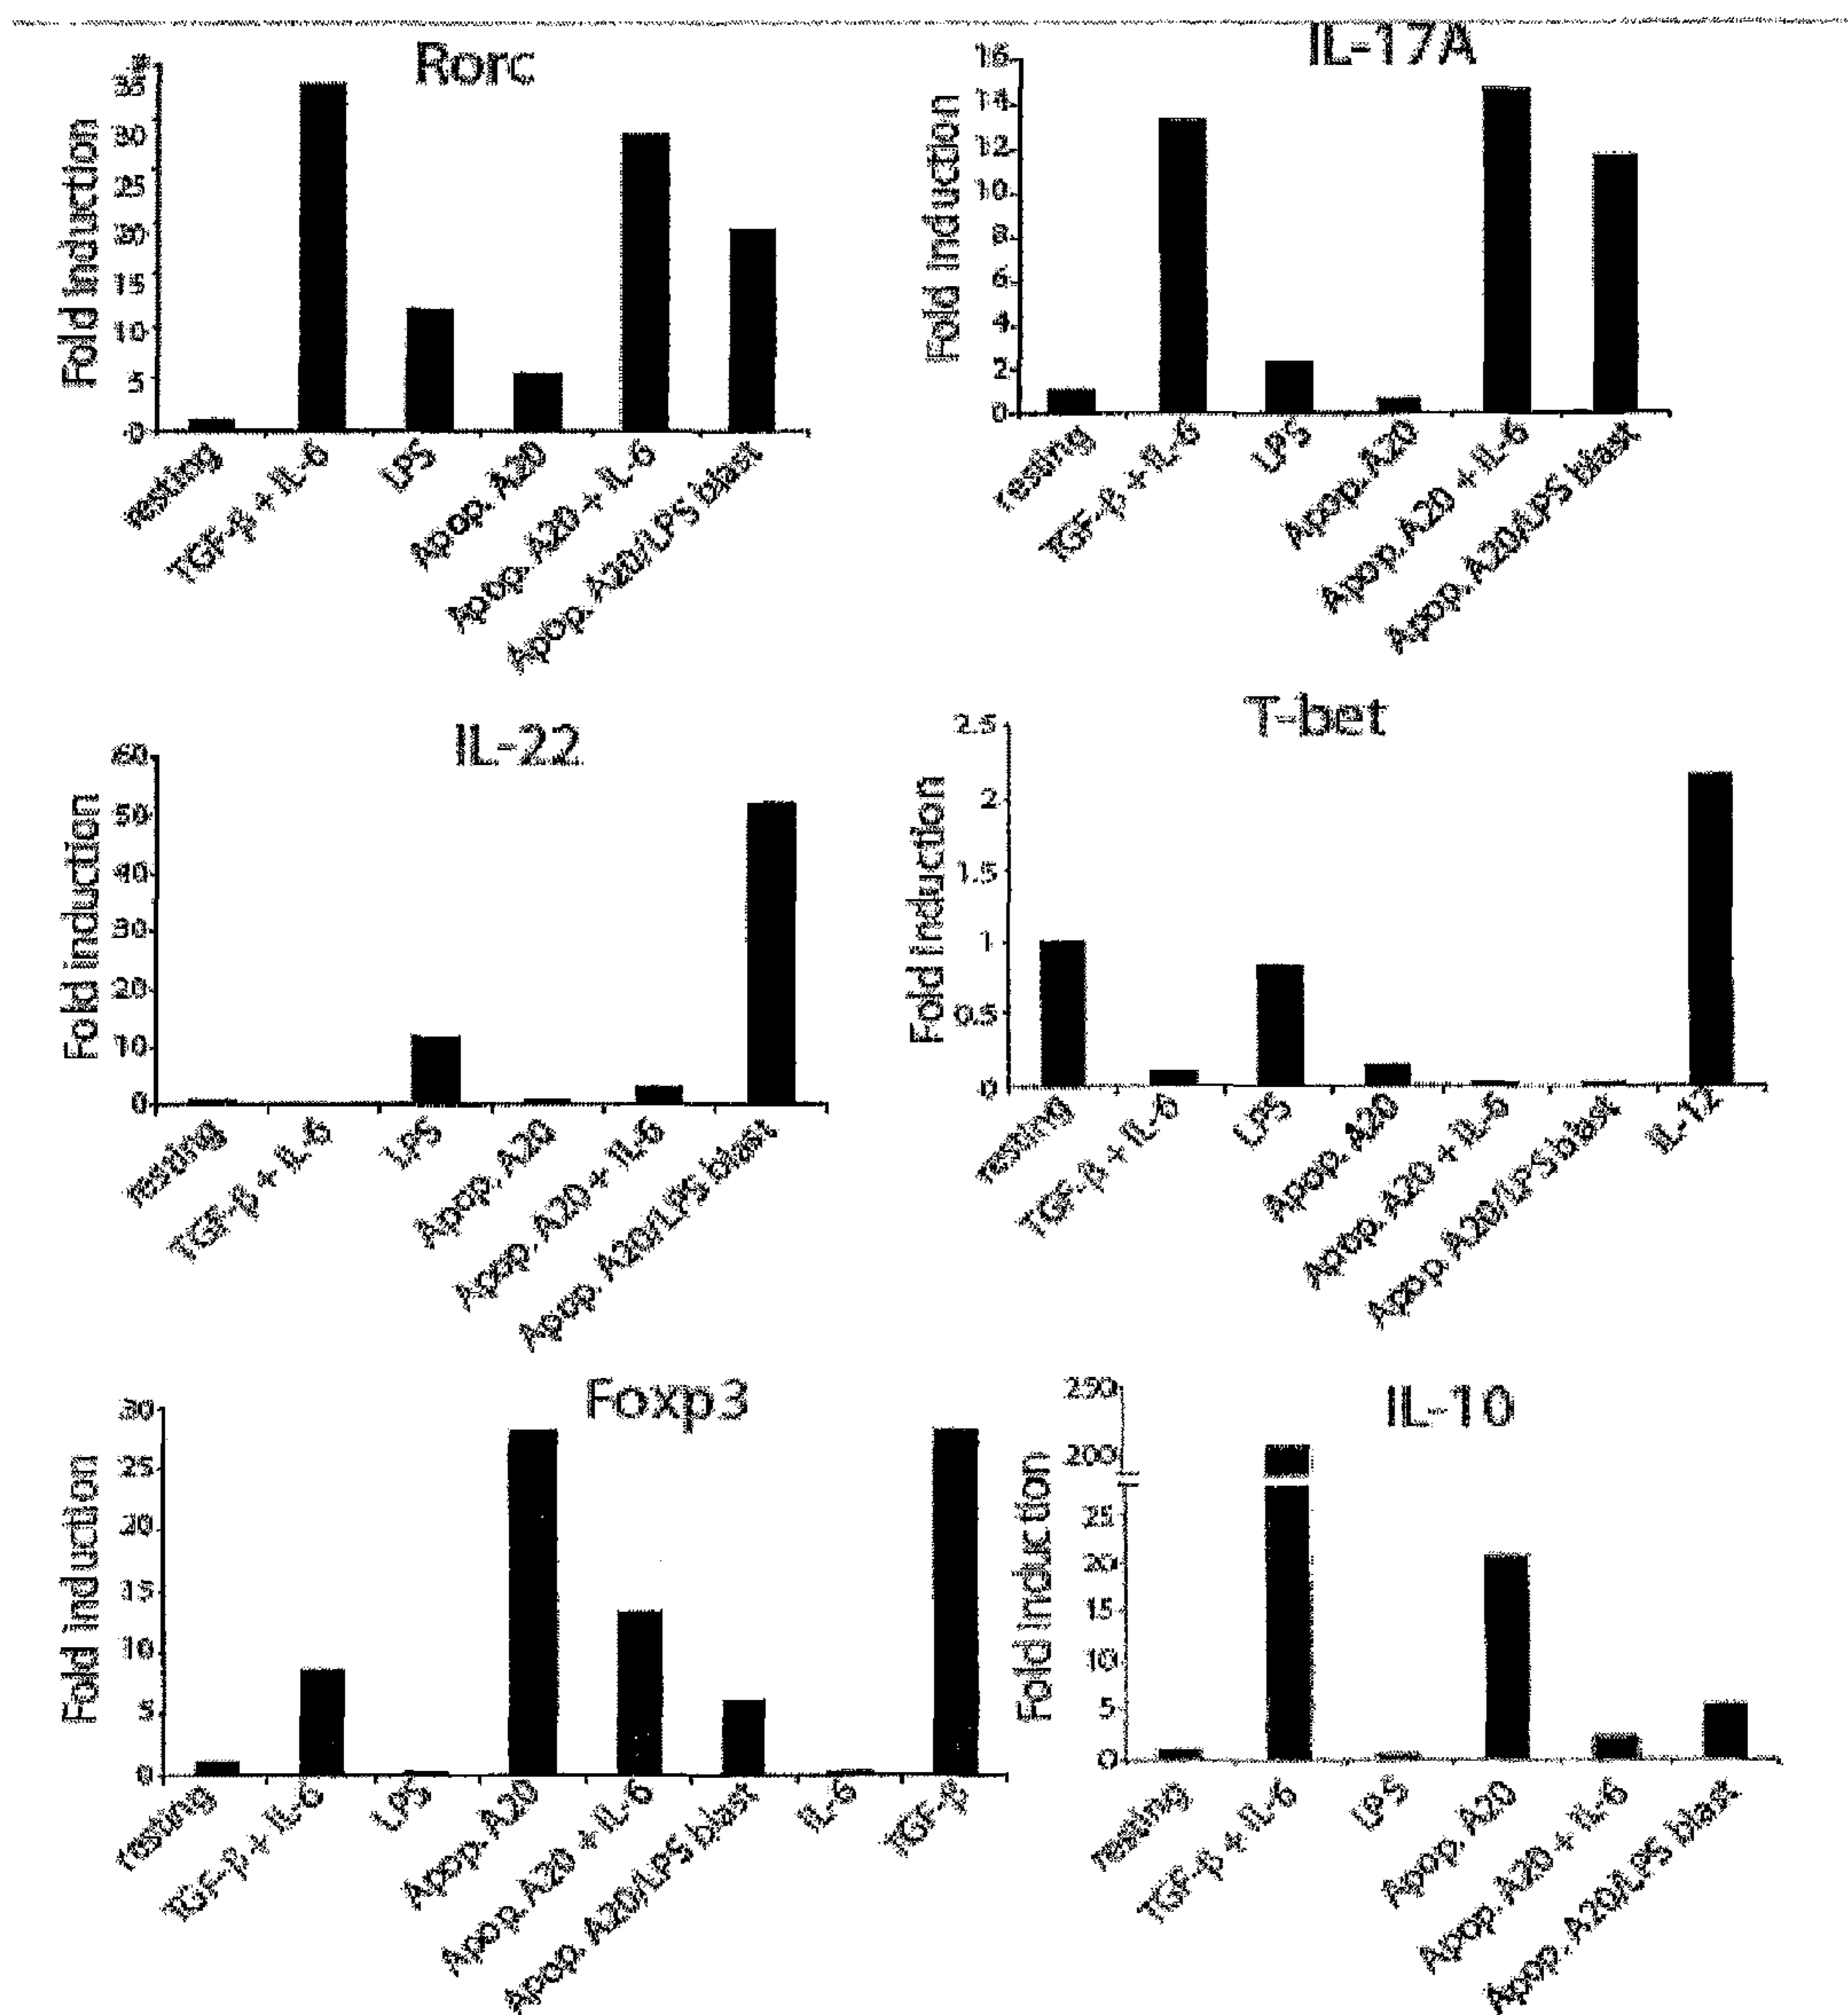 Rorc
Fold induction
35
30
25
20
15
10
5
0
resting
TGF-β + IL-6
LPS
Apop. A20
Apop. A20 + IL-6
Apop. A20/LPS blast
IL-17A
Fold induction
16
14
12
10
8
6
4
2
0
resting
TGF-β + IL-6
LPS
Apop. A20
Apop. A20 + IL-6
Apop. A20/LPS blast
IL-22
Fold induction
60
50
40
30
20
10
0
resting
TGF-β + IL-6
LPS
Apop. A20
Apop. A20 + IL-6
Apop. A20/LPS blast
T-bet
Fold induction
2.5
2
1.5
1
0.5
0
resting
TGF-β + IL-6
LPS
Apop. A20
Apop. A20 + IL-6
Apop A20/LPS blast
IL-12
Foxp3
Fold induction
30
25
20
15
10
5
0
resting
TGF-β + IL-6
LPS
Apop. A20
Apop. A20 + IL-6
Apop. A20/LPS blast
IL-6
TGF-β
IL-10
Fold induction
250
200
25
20
15
10
5
0
resting
TGF-β + IL-6
LPS
Apop. A20
Apop. A20 + IL-6
Apop. A20/LPS blast